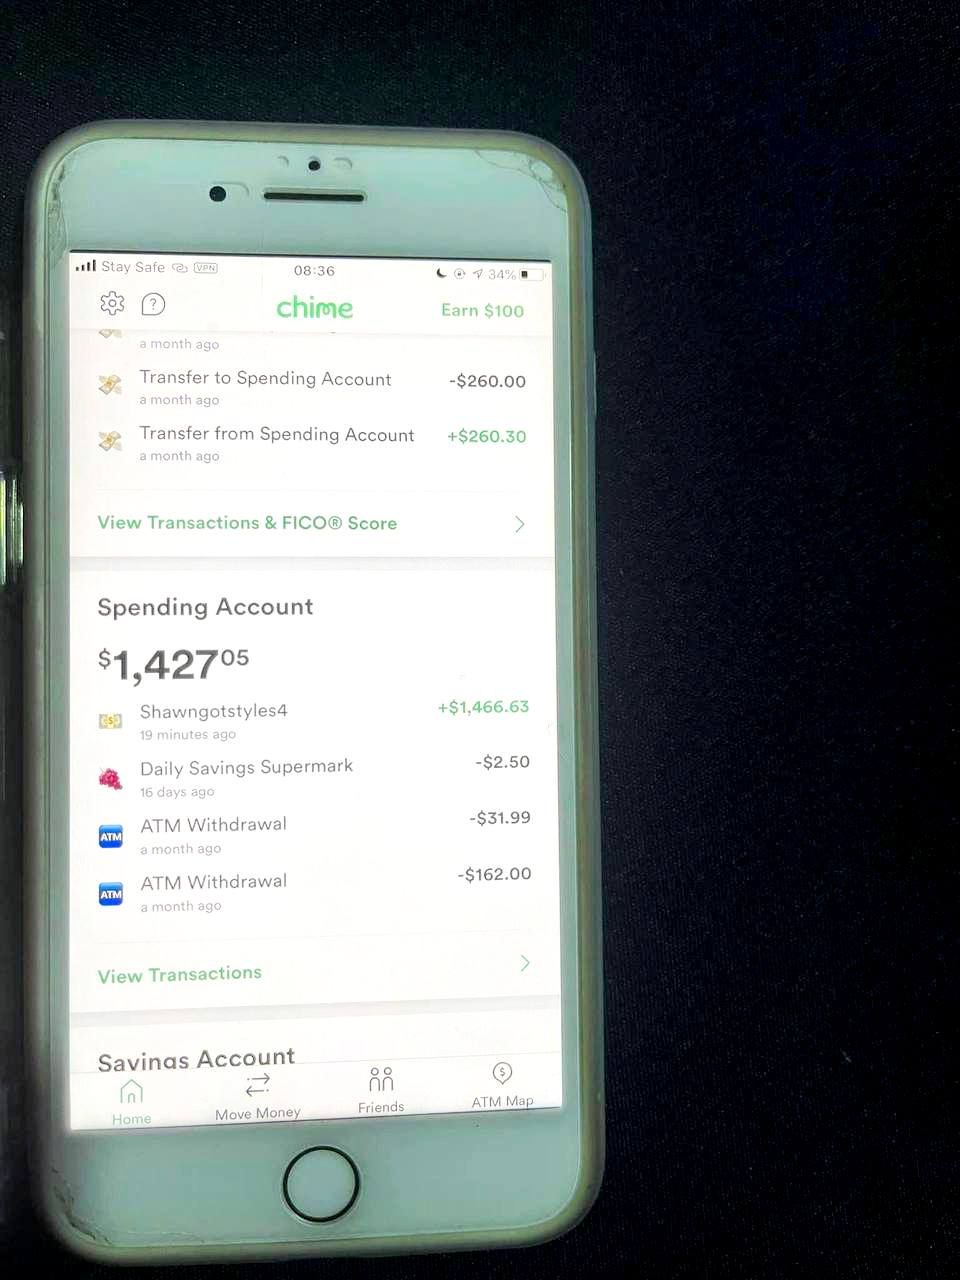 Stay Safe VPN 08:36 34%
? chime Earn $100
a month ago
Transfer to Spending Account -$260.00
a month ago
Transfer from Spending Account +$260.30
a month ago
View Transactions & FICO® Score
Spending Account
$1,427.05
Shawngotstyles4 +$1,466.63
19 minutes ago
Daily Savings Supermark -$2.50
16 days ago
ATM ATM Withdrawal -$31.99
a month ago
ATM ATM Withdrawal -$162.00
a month ago
View Transactions
Savings Account
Home Move Money Friends ATM Map